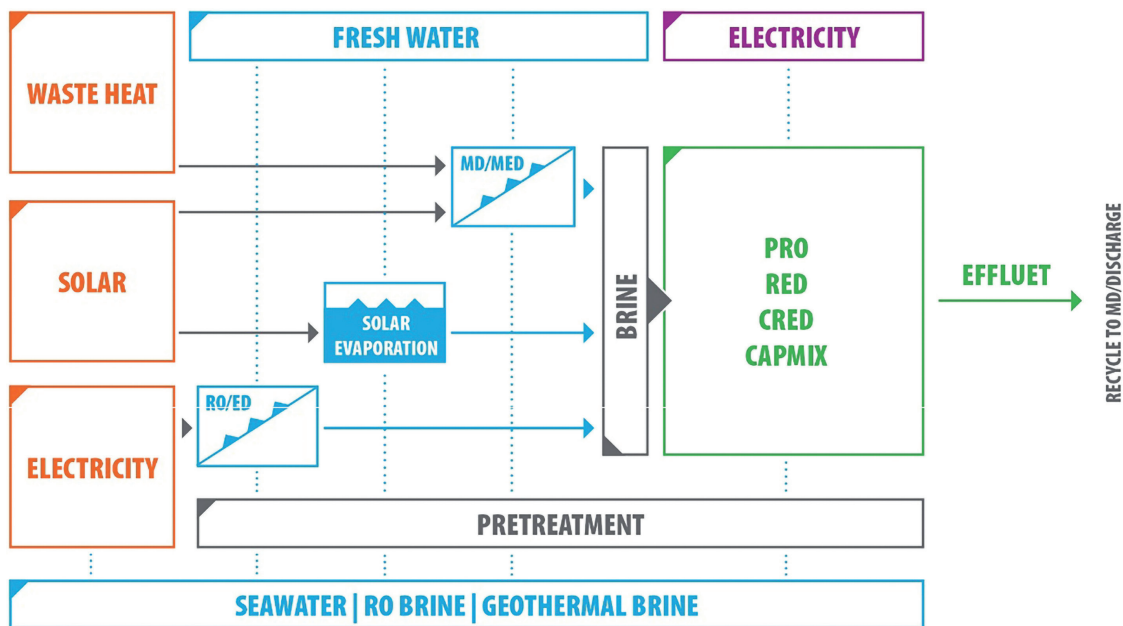 WASTE HEAT
FRESH WATER
ELECTRICITY
MD/MED
SOLAR
SOLAR
EVAPORATION
RO/ED
ELECTRICITY
BRINE
PRO
RED
CRED
CAPMIX
EFFLUET
RECYCLE TO MD/DISCHARGE
PRETREATMENT
SEAWATER | RO BRINE | GEOTHERMAL BRINE